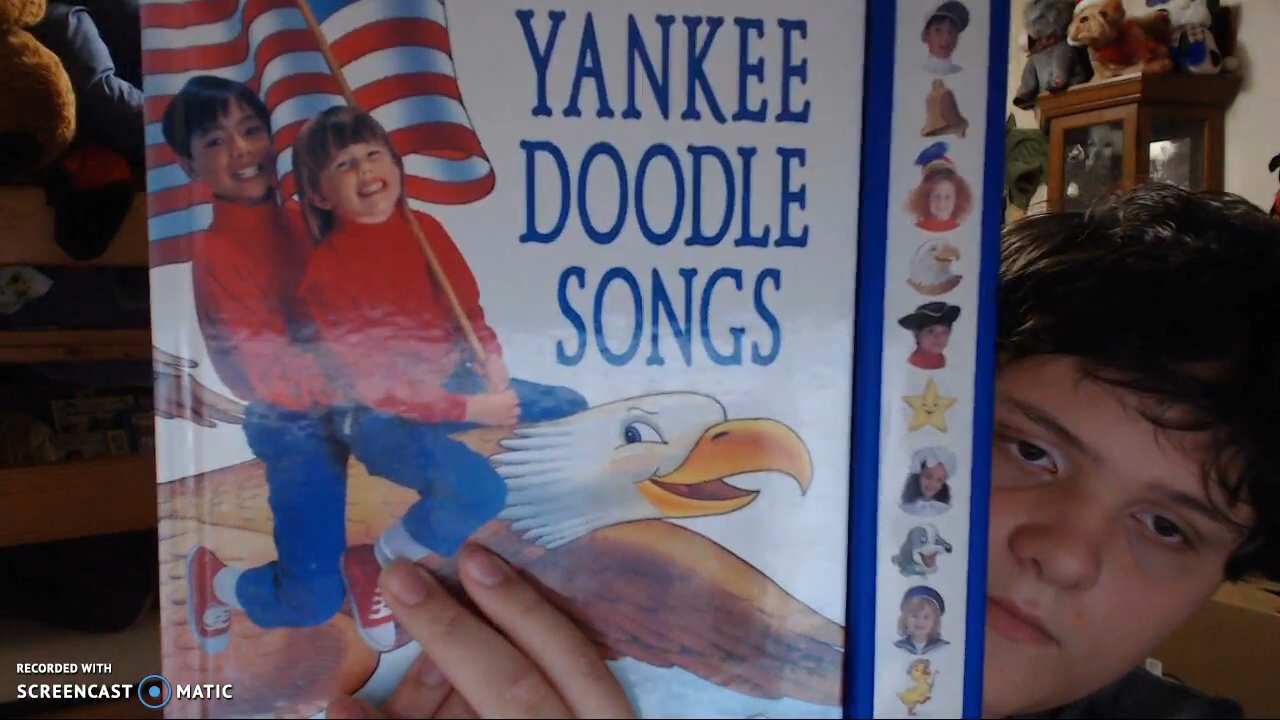 YANKEE
DOODLE
SONGS
RECORDED WITH
SCREENCAST MATIC